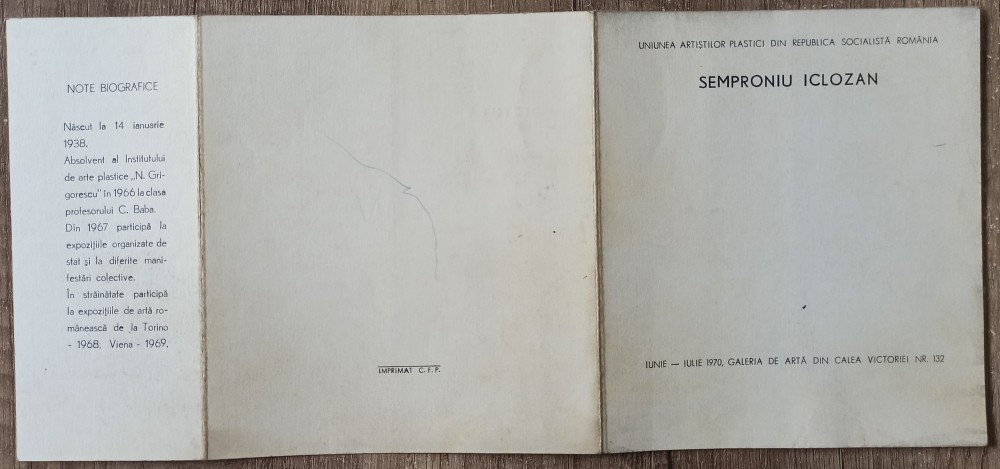 NOTE BIOGRAFICE
Născut la 14 ianuarie
1938.
Absolvent al Institutului
de arte plastice „N. Gri-
gorescu" în 1966 la clasa
profesorului C. Baba.
Din 1967 participă la
expozițiile organizate de
stat și la diferite mani-
festări colective.
În străinătate participă
la expozițiile de artă ro-
mânească de la Torino
- 1968; Viena - 1969.
IMPRIMAT C. F. P.
UNIUNEA ARTIȘTILOR PLASTICI DIN REPUBLICA SOCIALISTĂ ROMÂNIA
SEMPRONIU ICLOZAN
IUNIE — IULIE 1970, GALERIA DE ARTĂ DIN CALEA VICTORIEI NR. 132